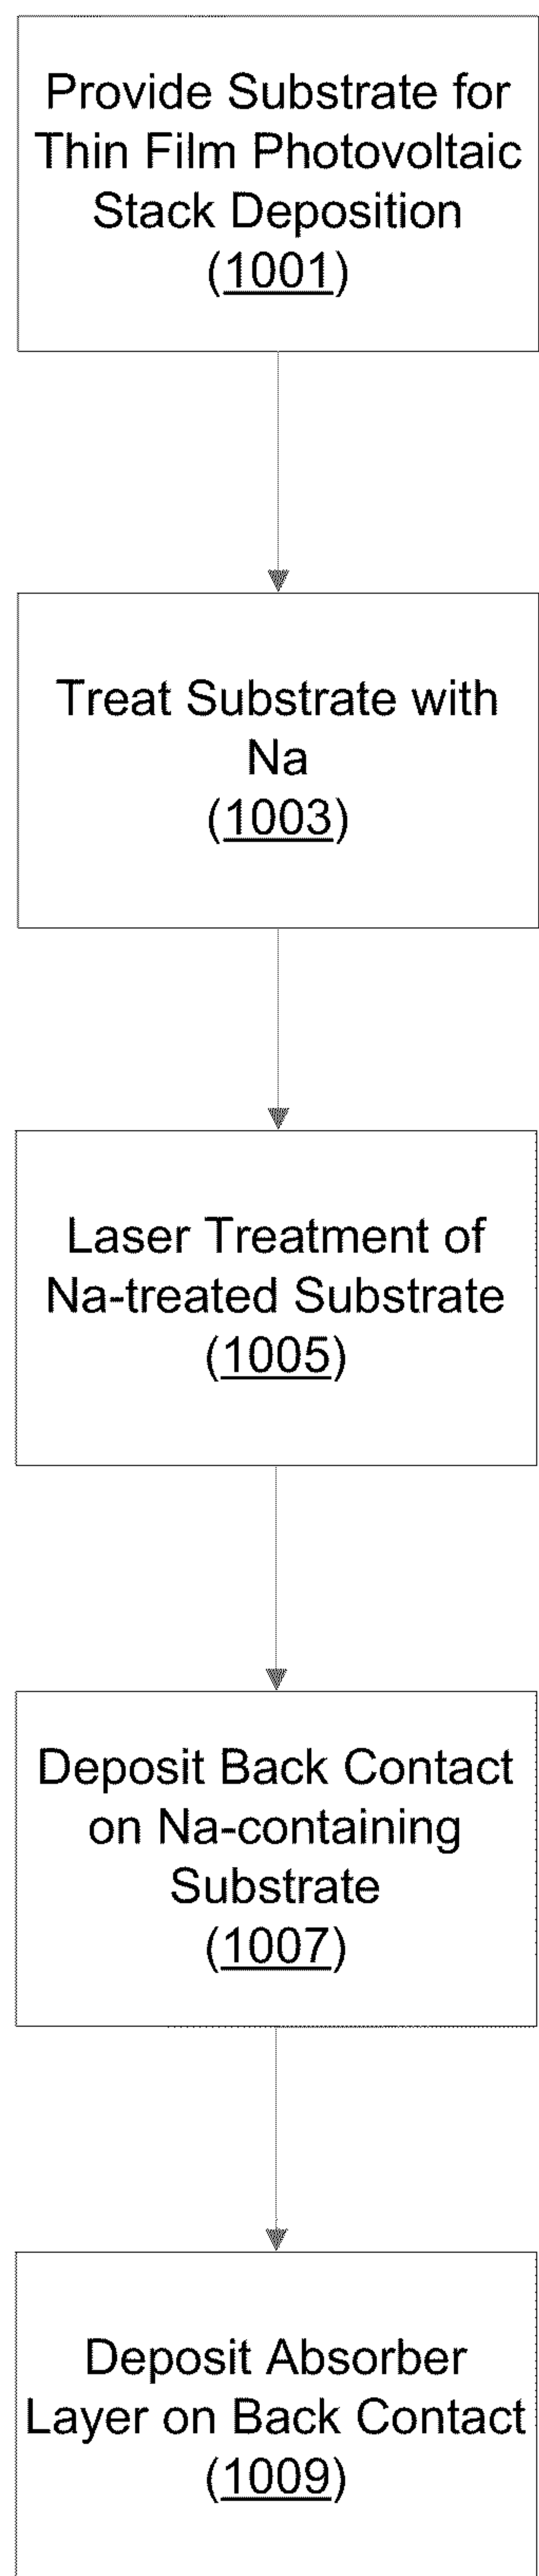 Provide Substrate for
Thin Film Photovoltaic
Stack Deposition
(1001)
Treat Substrate with
Na
(1003)
Laser Treatment of
Na-treated Substrate
(1005)
Deposit Back Contact
on Na-containing
Substrate
(1007)
Deposit Absorber
Layer on Back Contact
(1009)